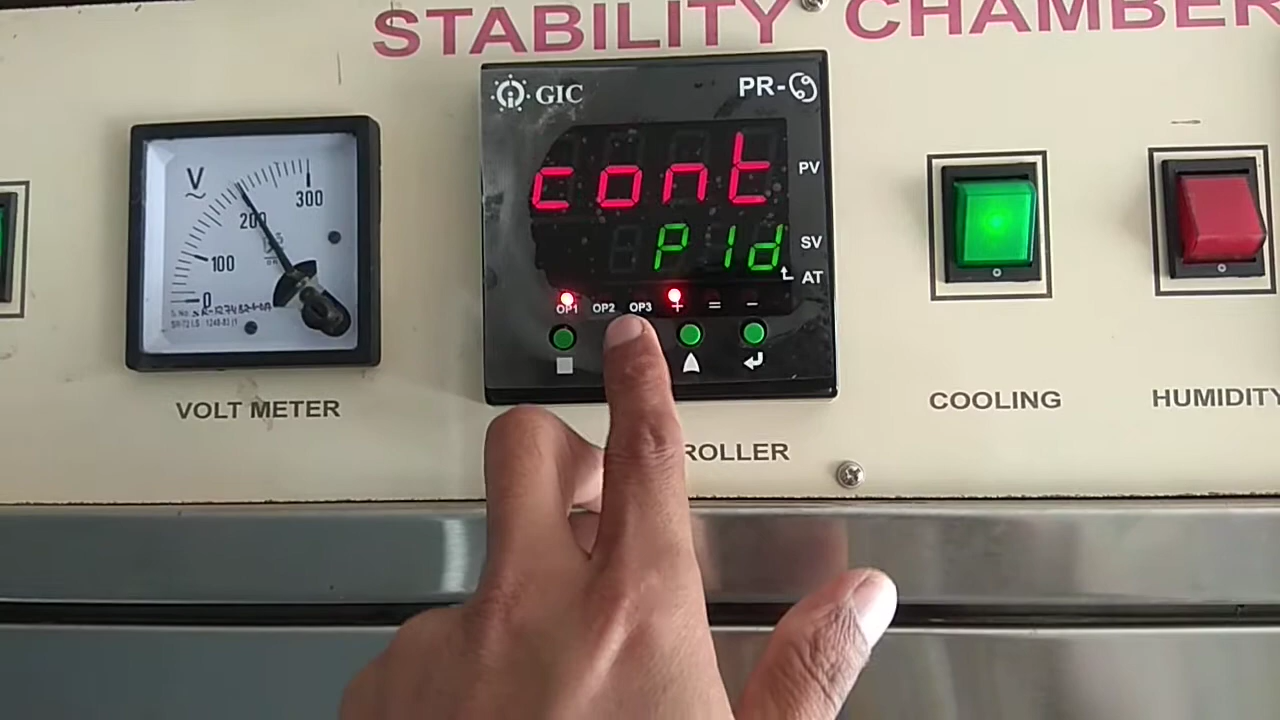 STABILITY CHAMBER
GIC
PR-
V
0
100
200
300
cont
PV
PId
SV
AT
OP1 OP2 OP3 + = −
VOLT METER
ROLLER
COOLING
HUMIDITY